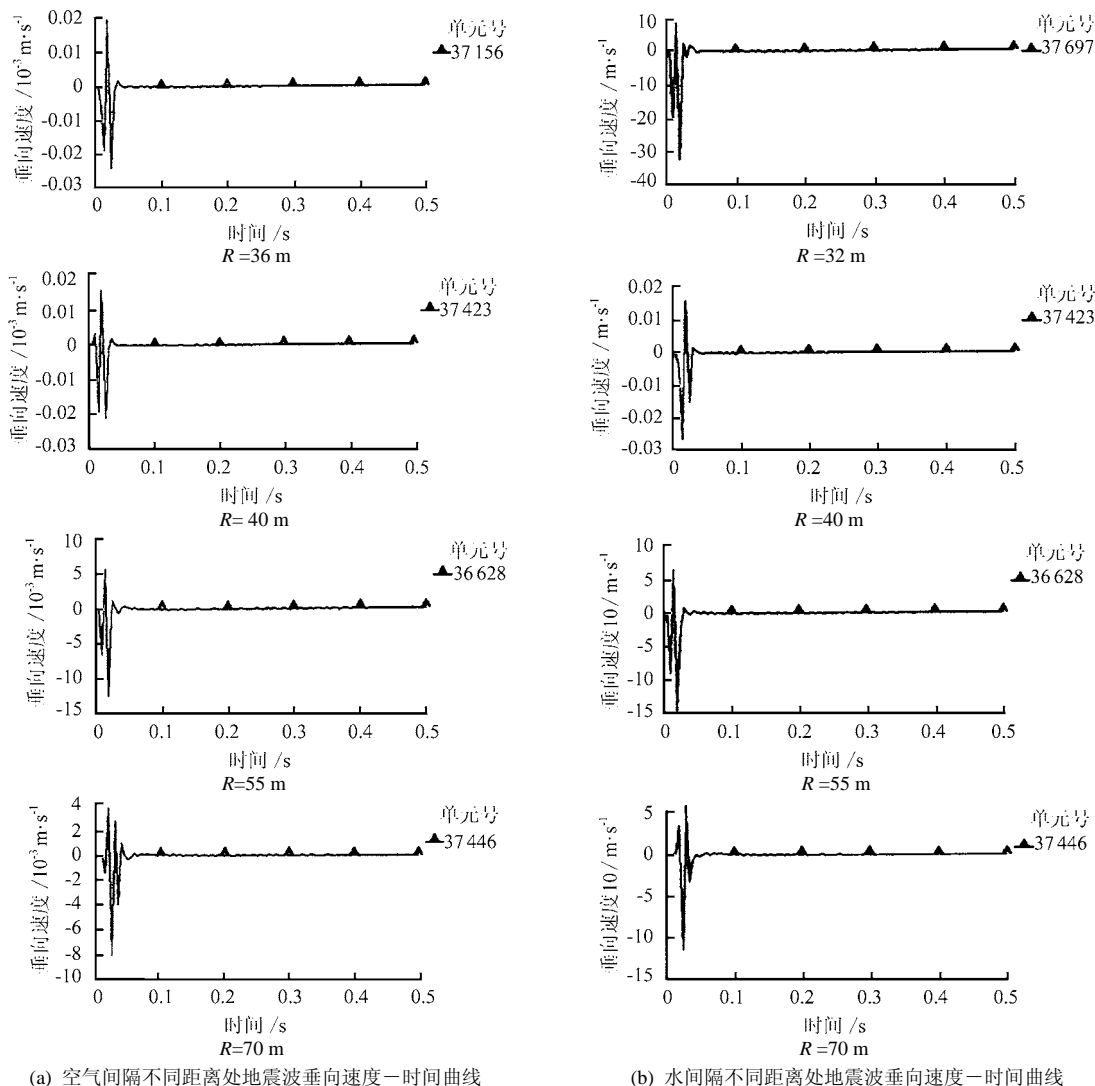 垂向速度 /10⁻³ m·s⁻¹
0.02
0.01
0
-0.01
-0.02
-0.03
0 0.1 0.2 0.3 0.4 0.5
时间 /s
R =36 m
单元号
37 156
垂向速度 / m·s⁻¹
10
0
-10
-20
-30
-40
0 0.1 0.2 0.3 0.4 0.5
时间 /s
R =32 m
单元号
37 697
垂向速度 /10⁻³ m·s⁻¹
0.02
0.01
0
-0.01
-0.02
-0.03
0 0.1 0.2 0.3 0.4 0.5
时间 /s
R= 40 m
单元号
37 423
垂向速度 / m·s⁻¹
0.02
0.01
0
-0.01
-0.02
-0.03
0 0.1 0.2 0.3 0.4 0.5
时间 /s
R =40 m
单元号
37 423
垂向速度 /10⁻³ m·s⁻¹
10
5
0
-5
-10
-15
0 0.1 0.2 0.3 0.4 0.5
时间 /s
R=55 m
单元号
36 628
垂向速度10/ m·s⁻¹
10
5
0
-5
-10
-15
0 0.1 0.2 0.3 0.4 0.5
时间 /s
R=55 m
单元号
36 628
垂向速度 /10⁻³ m·s⁻¹
4
2
0
-2
-4
-6
-8
-10
0 0.1 0.2 0.3 0.4 0.5
时间 /s
R=70 m
单元号
37 446
垂向速度10/ m·s⁻¹
5
0
-5
-10
-15
0 0.1 0.2 0.3 0.4 0.5
时间 /s
R=70 m
单元号
37 446
(a) 空气间隔不同距离处地震波垂向速度－时间曲线
(b) 水间隔不同距离处地震波垂向速度－时间曲线